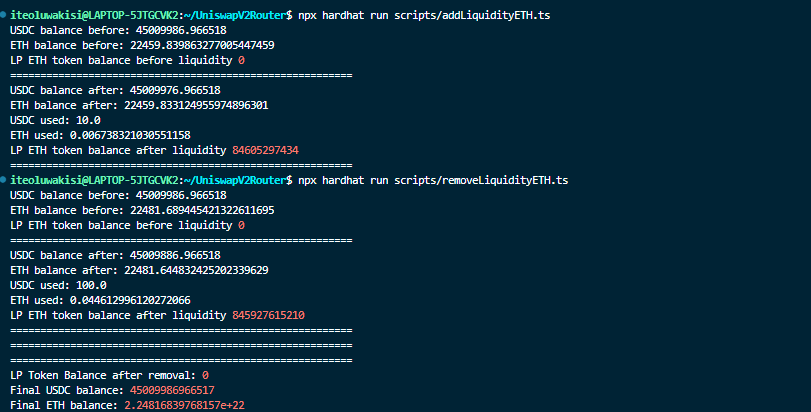 iteoluwakisi@LAPTOP-5JTGCVK2:~/UniswapV2Router$ npx hardhat run scripts/addLiquidityETH.ts
USDC balance before: 45009986.966518
ETH balance before: 22459.839863277005447459
LP ETH token balance before liquidity 0
=========================================================
USDC balance after: 45009976.966518
ETH balance after: 22459.833124955974896301
USDC used: 10.0
ETH used: 0.006738321030551158
LP ETH token balance after liquidity 84605297434
=========================================================
iteoluwakisi@LAPTOP-5JTGCVK2:~/UniswapV2Router$ npx hardhat run scripts/removeLiquidityETH.ts
USDC balance before: 45009986.966518
ETH balance before: 22481.689445421322611695
LP ETH token balance before liquidity 0
=========================================================
USDC balance after: 45009886.966518
ETH balance after: 22481.644832425202339629
USDC used: 100.0
ETH used: 0.044612996120272066
LP ETH token balance after liquidity 845927615210
=========================================================
=========================================================
=========================================================
LP Token Balance after removal: 0
Final USDC balance: 45009986966517
Final ETH balance: 2.24816839768157e+22